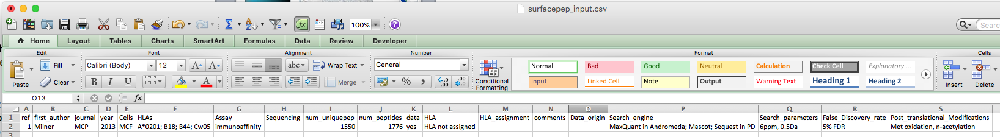 surfacepep_input.csv
100%
Search
Home Layout Tables Charts SmartArt Formulas Data Review Developer
Edit Font Alignment Number Format Cells
Fill Calibri (Body) 12 A A abc Wrap Text General Normal Bad Good Neutral Calculation Check Cell Explanatory ...
Paste Clear B I U A Merge % Conditional Formatting Input Linked Cell Note Output Warning Text Heading 1 Heading 2 Insert Delete
O13 fx
A B C D E F G H I J K L M N O P Q R S
1 ref first_author journal year Cells HLAs Assay Sequencing num_uniquepep num_peptides data HLA HLA_assignment comments Data_origin Search_engine Search_parameters False_Discovery_rate Post_translational_Modifications
2 1 Milner MCP 2013 MCF A*0201; B18; B44; Cw05 immunoaffinity 1550 1776 yes HLA not assigned MaxQuant in Andromeda; Mascot; Sequest in PD 6ppm, 0.5Da 5% FDR Met oxidation, n-acetylation
3